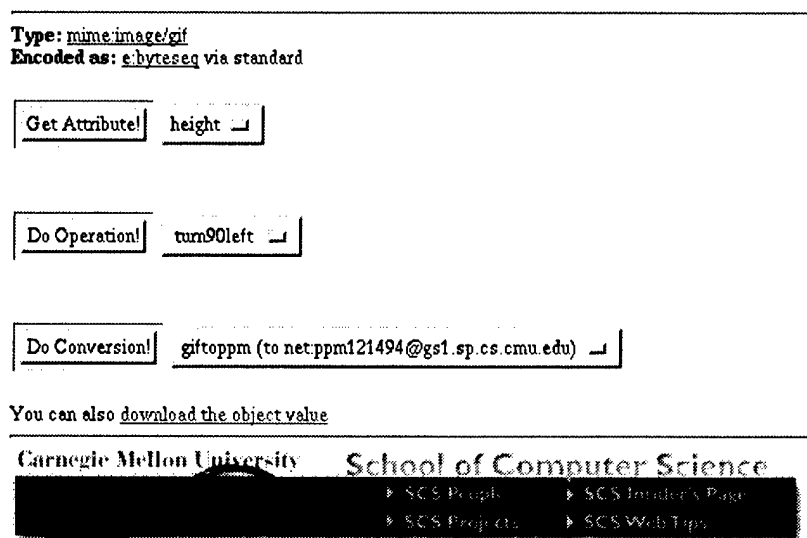 Type: mime:image/gif
Encoded as: e:byteseq via standard
Get Attribute! height
Do Operation! turn90left
Do Conversion! giftoppm (to net:ppm121494@gs1.sp.cs.cmu.edu)
You can also download the object value
Carnegie Mellon University School of Computer Science
SCS People SCS Insider's Page
SCS Projects SCS Web Tips